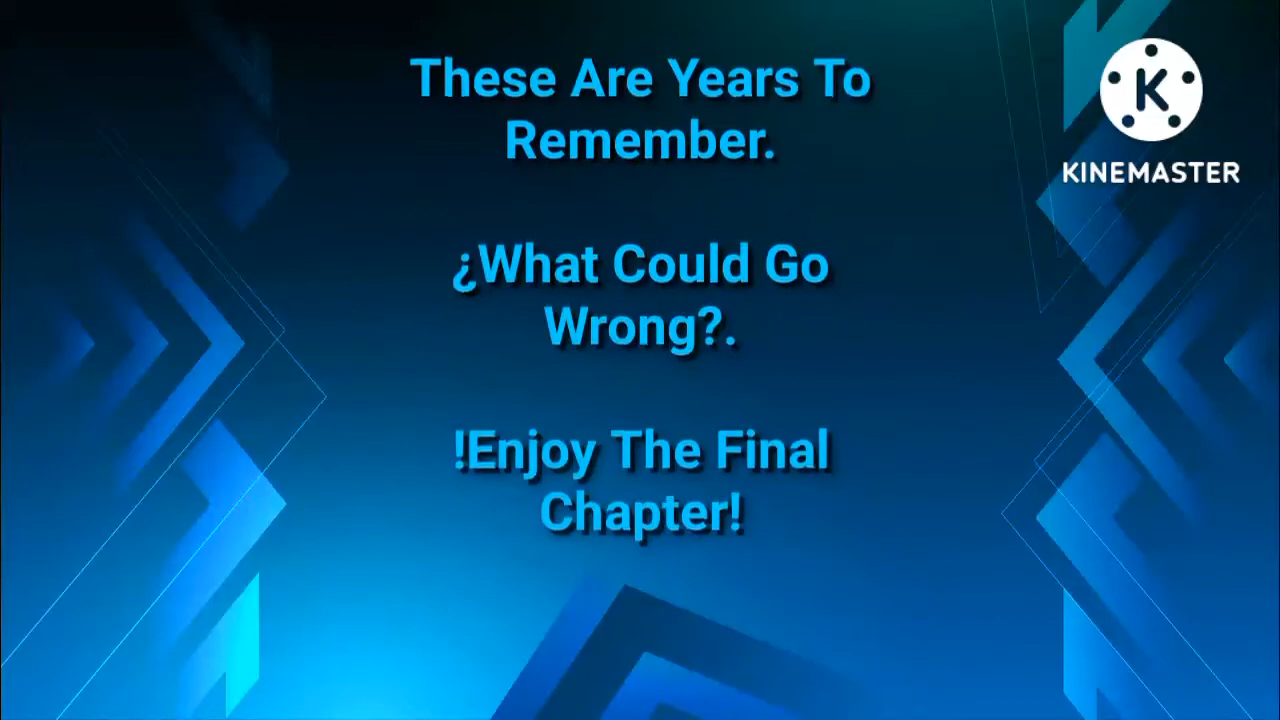 These Are Years To
Remember.
¿What Could Go
Wrong?.
!Enjoy The Final
Chapter!
K
KINEMASTER